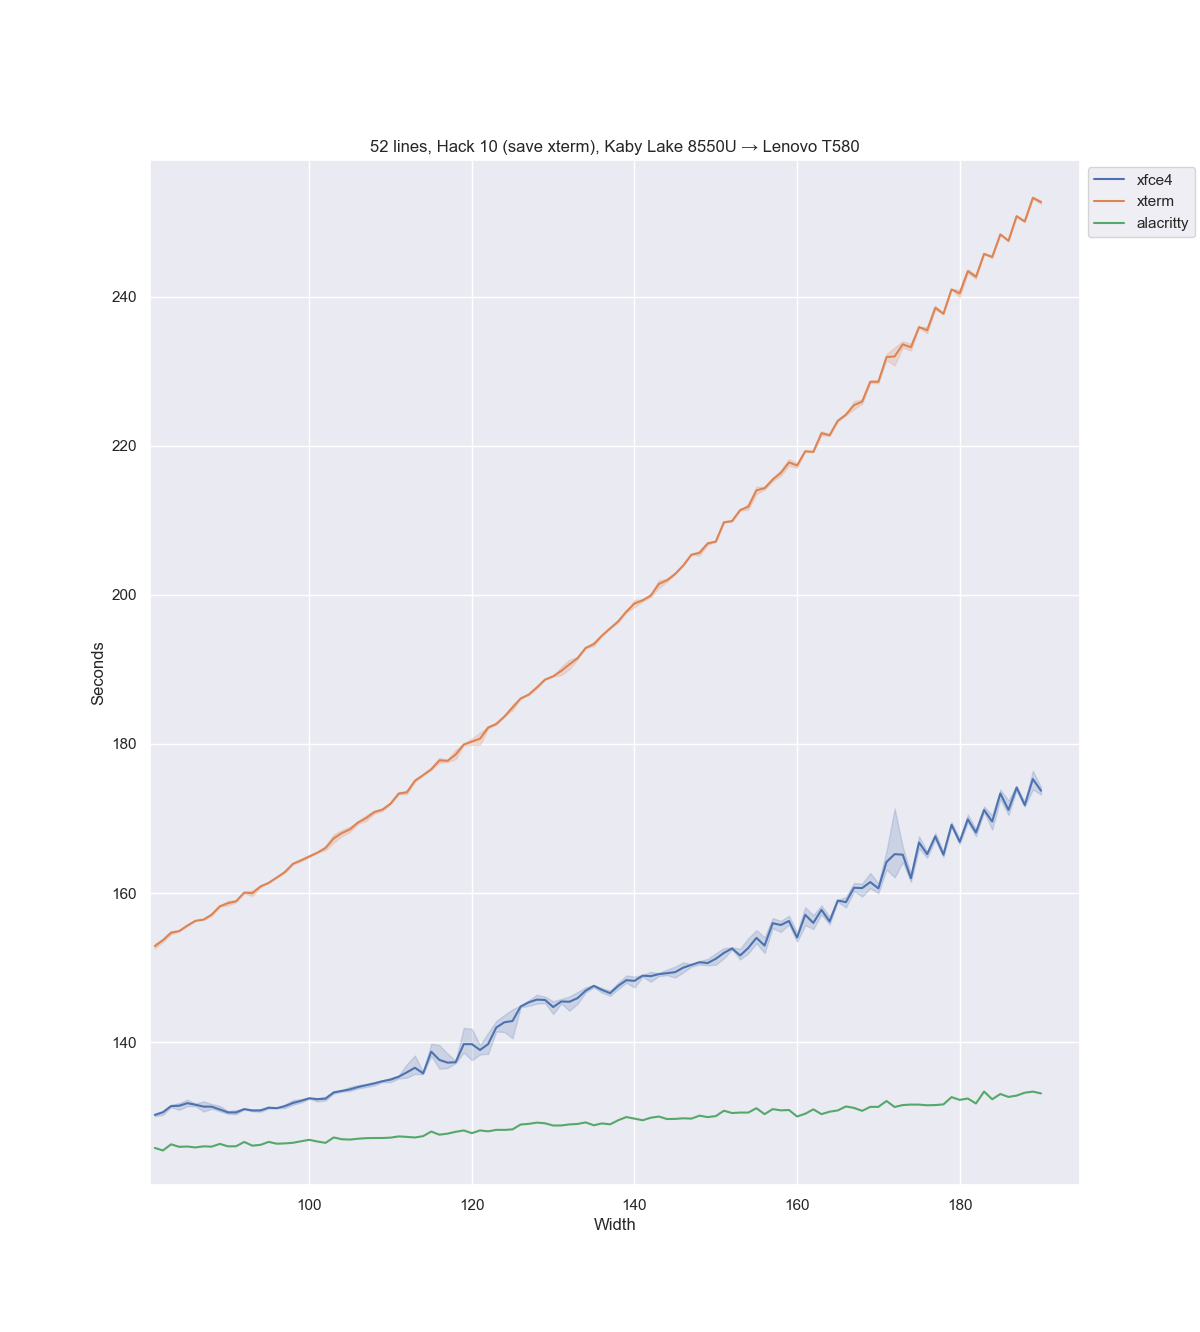 52 lines, Hack 10 (save xterm), Kaby Lake 8550U → Lenovo T580
xfce4
xterm
alacritty
240
220
200
180
160
140
Seconds
100 120 140 160 180
Width